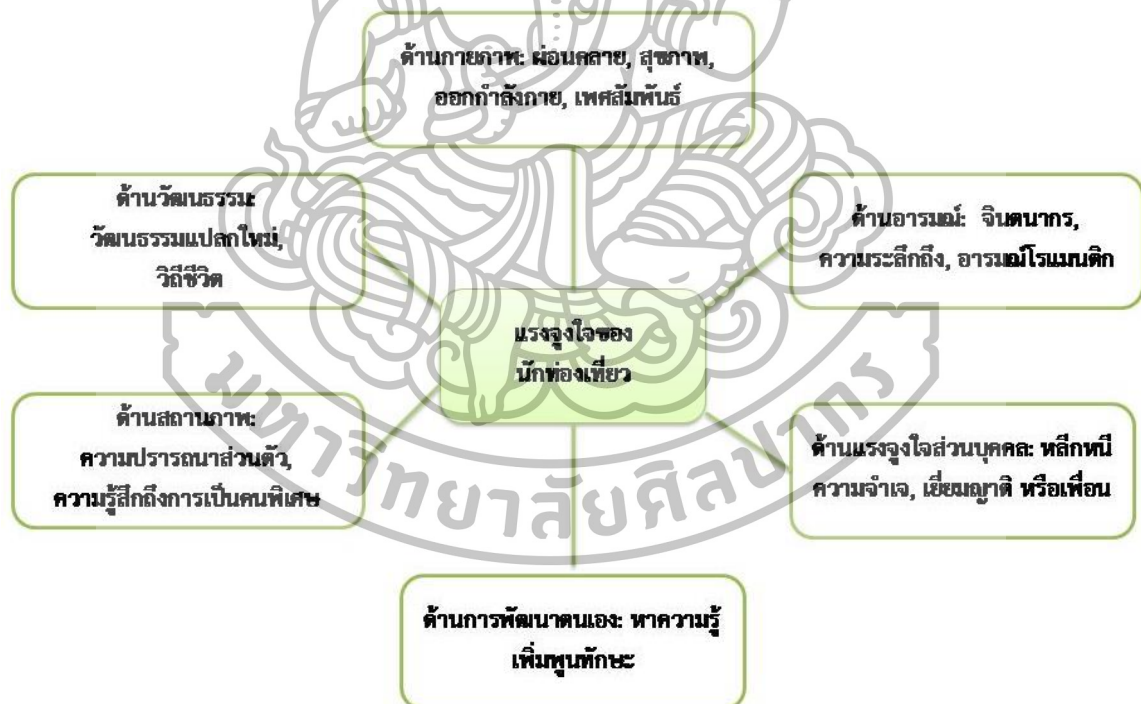 ด้านกายภาพ: ผ่อนคลาย, สุขภาพ,
ออกกำลังกาย, เพศสัมพันธ์
ด้านวัฒนธรรม:
วัฒนธรรมแปลกใหม่,
วิถีชีวิต
ด้านอารมณ์: จินตนากร,
ความระลึกถึง, อารมณ์โรแมนติก
แรงจูงใจของ
นักท่องเที่ยว
ด้านสถานภาพ:
ความปรารถนาส่วนตัว,
ความรู้สึกถึงการเป็นคนพิเศษ
ด้านแรงจูงใจส่วนบุคคล: หลีกหนี
ความจำเจ, เยี่ยมญาติ หรือเพื่อน
ด้านการพัฒนาตนเอง: หาความรู้
เพิ่มพูนทักษะ
มหาวิทยาลัยศิลปากร